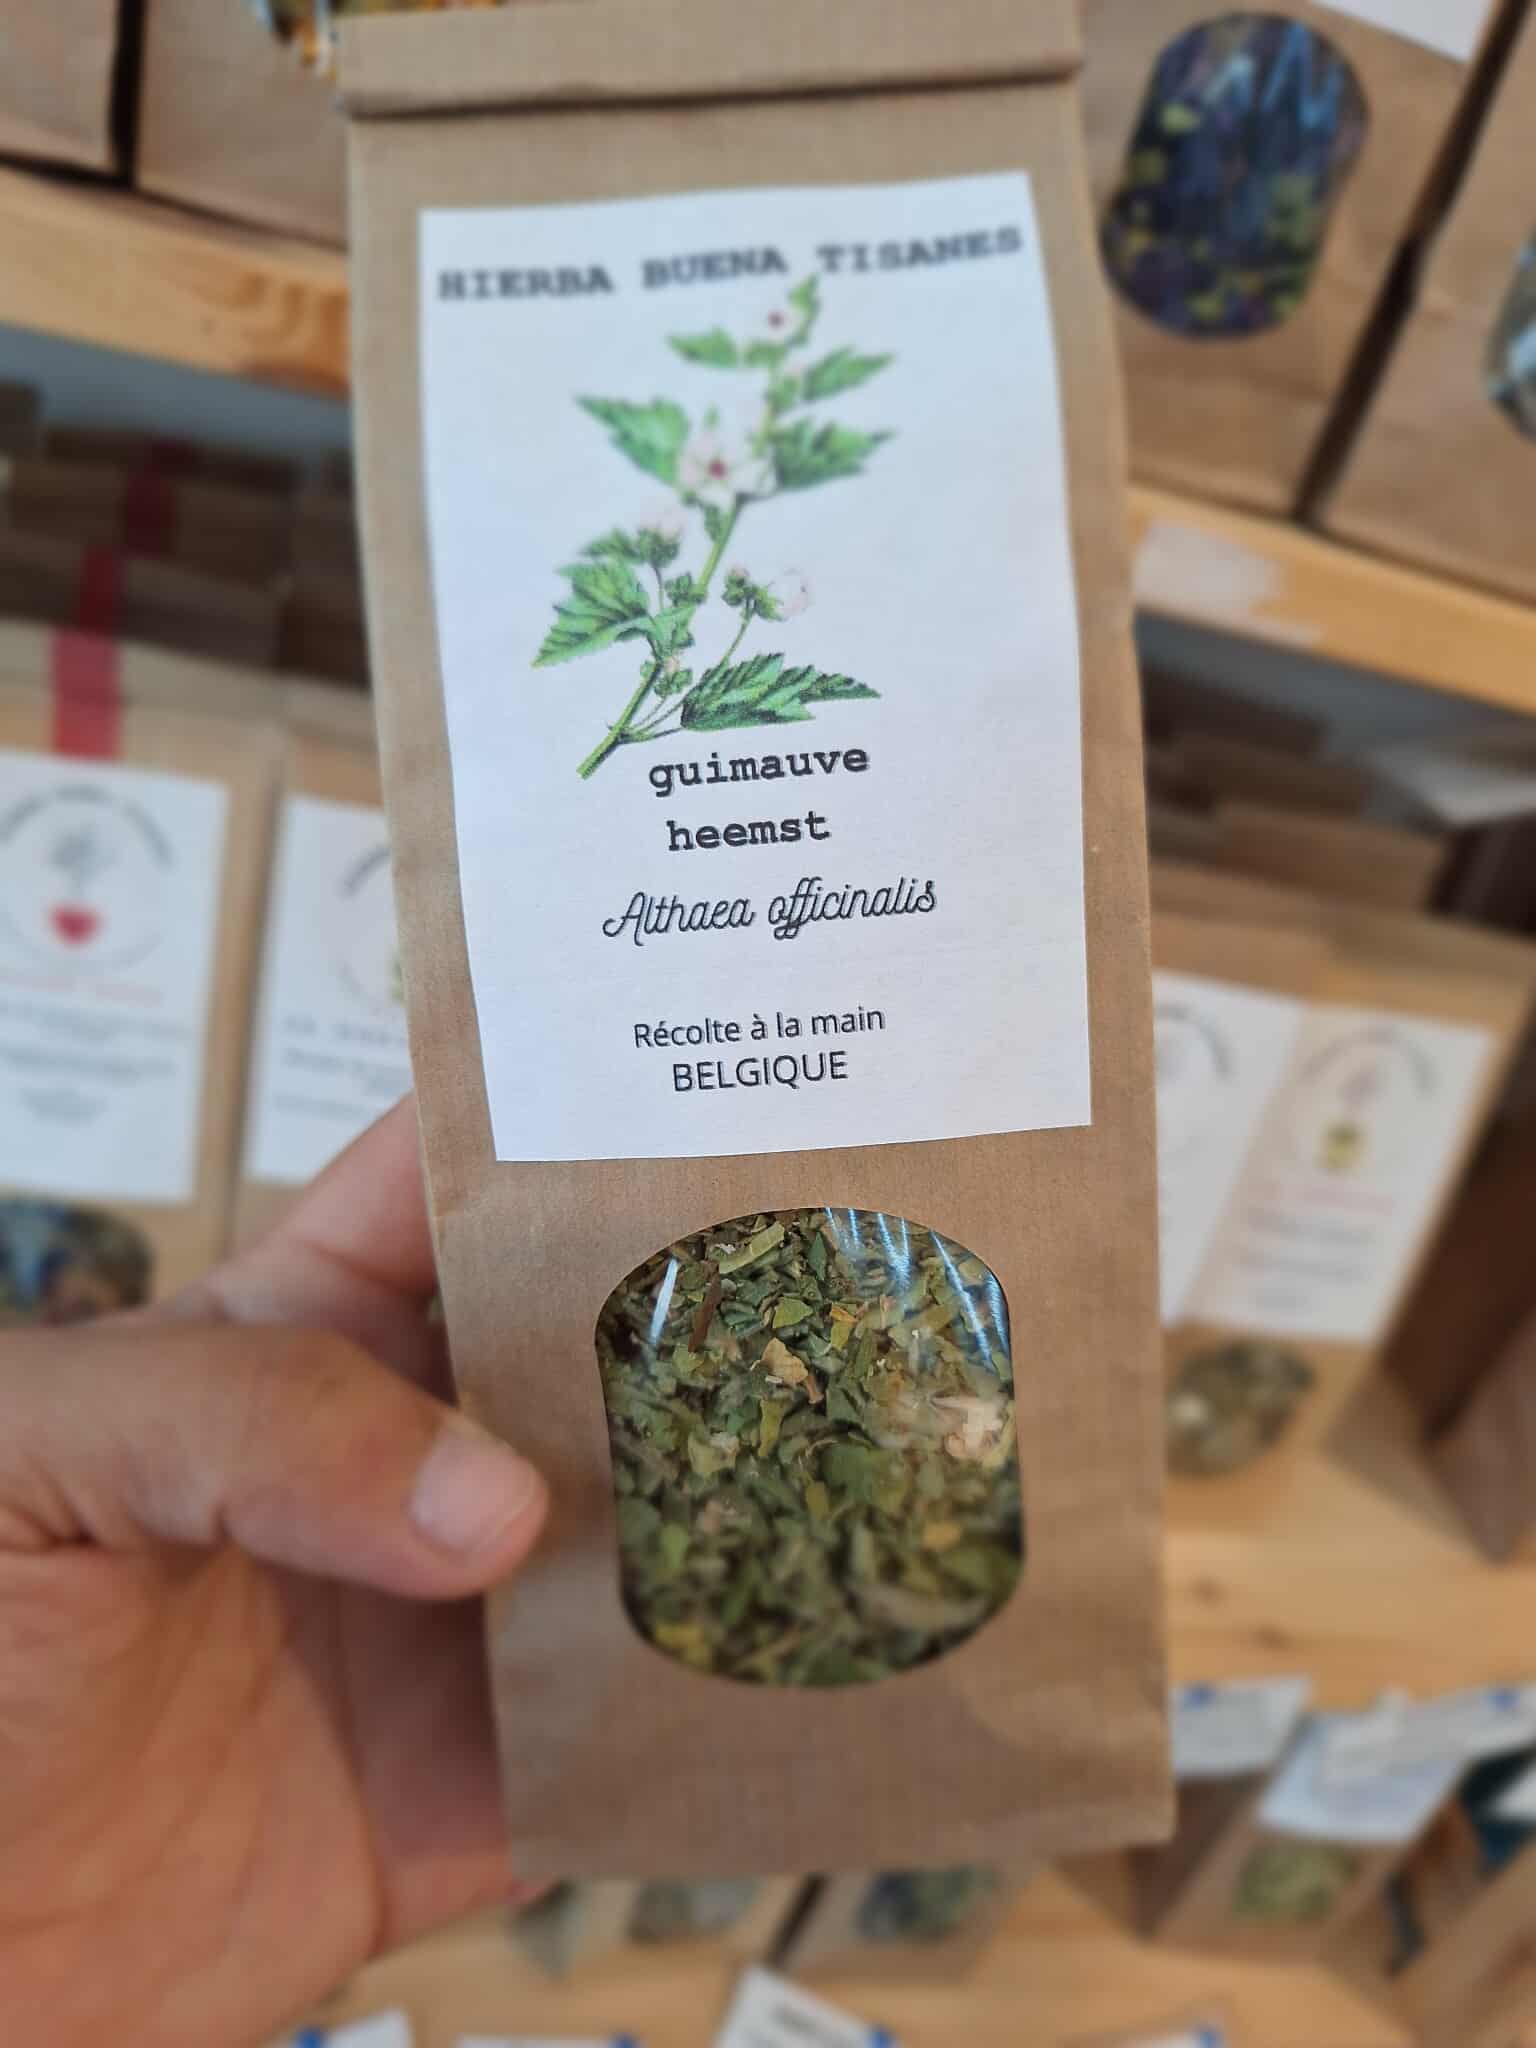 HIERBA BUENA TISANES
guimauve
heemst
Althaea officinalis
Récolte à la main
BELGIQUE